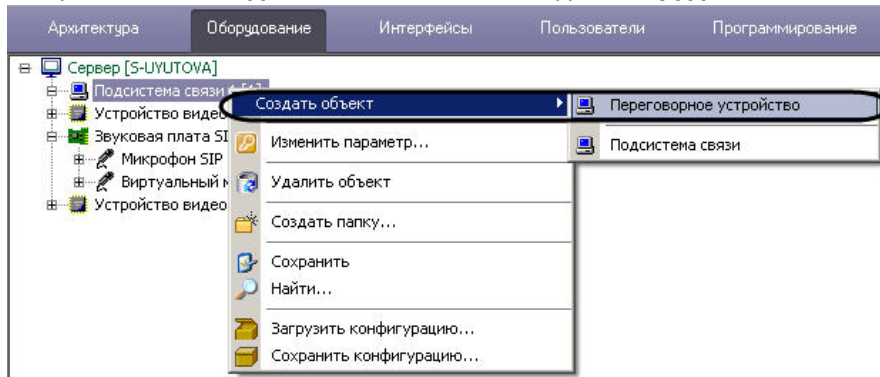 Архитектура Оборудование Интерфейсы Пользователи Программирование
Сервер [S-UYUTOVA]
Подсистема связи
Создать объект
Переговорное устройство
Устройство видео
Звуковая плата SI
Изменить параметр...
Подсистема связи
Микрофон SIP
Виртуальный
Удалить объект
Устройство видео
Создать папку...
Сохранить
Найти...
Загрузить конфигурацию...
Сохранить конфигурацию...